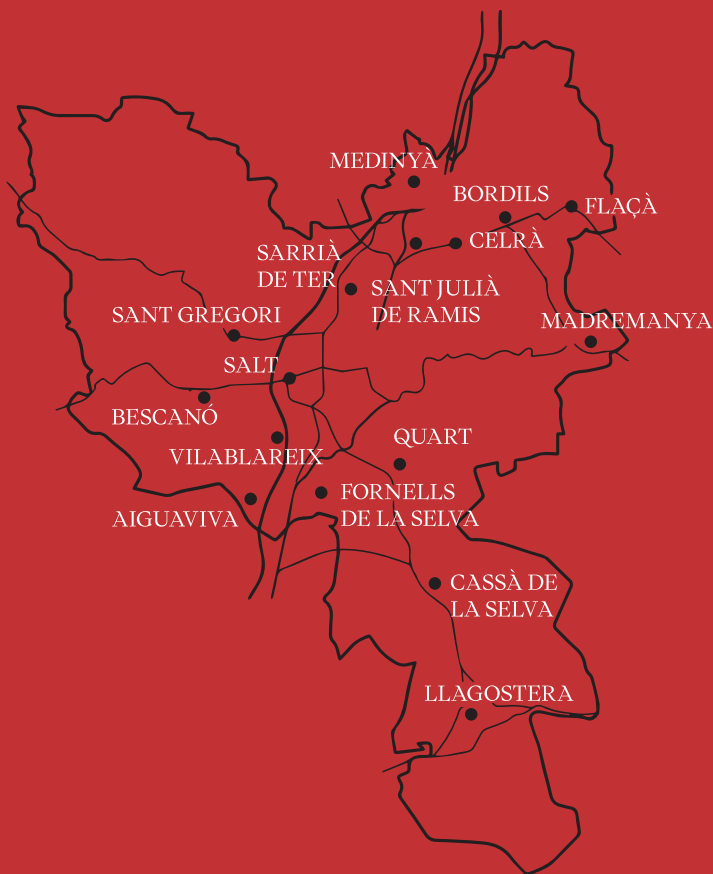 MEDINYÀ
BORDILS
FLAÇÀ
CELRÀ
SARRIÀ
DE TER
SANT JULIÀ
DE RAMIS
SANT GREGORI
MADREMANYA
SALT
BESCANÓ
QUART
VILABLAREIX
FORNELLS
DE LA SELVA
AIGUAVIVA
CASSÀ DE
LA SELVA
LLAGOSTERA